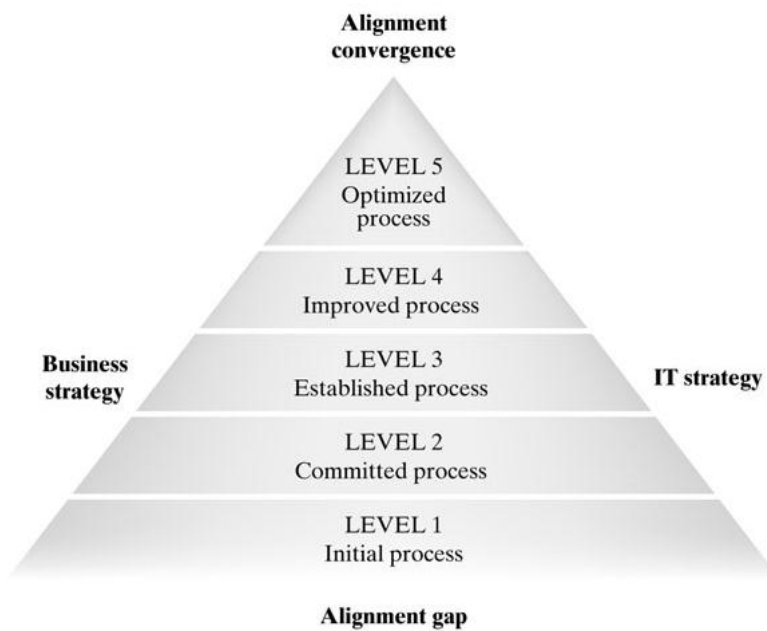 Alignment
convergence
LEVEL 5
Optimized
process
LEVEL 4
Improved process
Business
strategy
LEVEL 3
Established process
IT strategy
LEVEL 2
Committed process
LEVEL 1
Initial process
Alignment gap